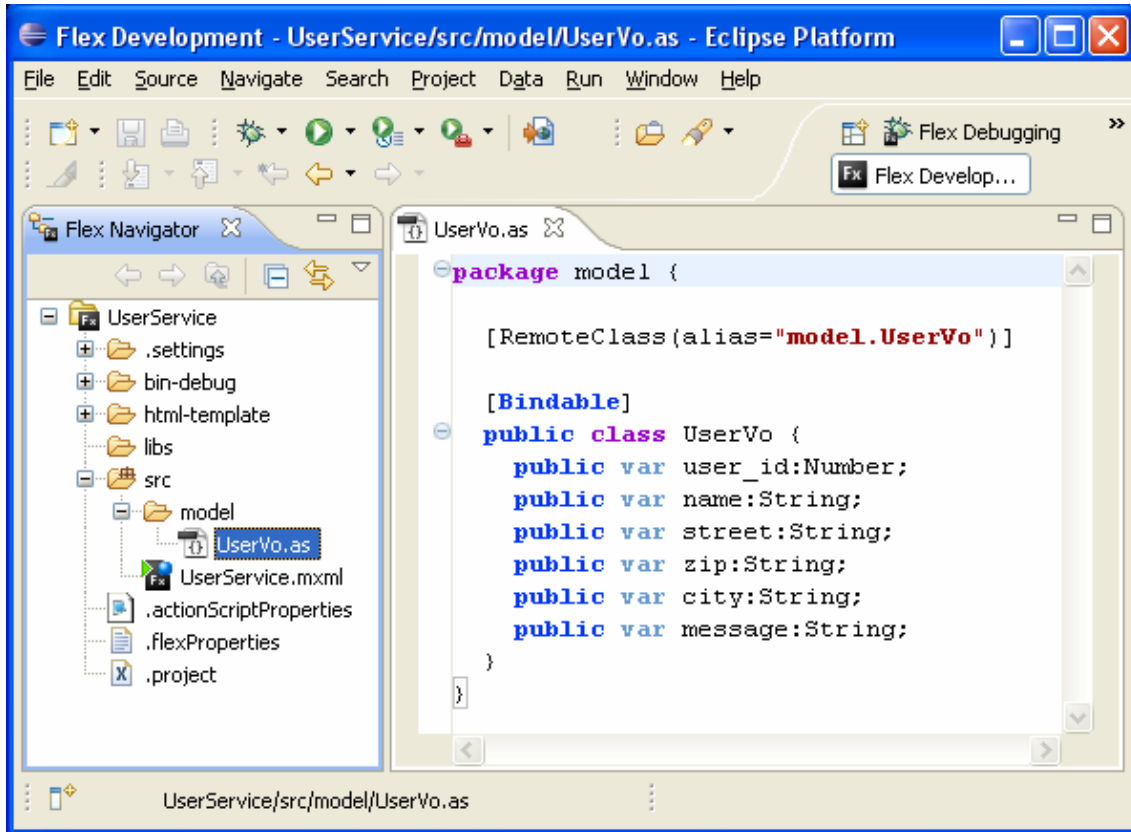 Flex Development - UserService/src/model/UserVo.as - Eclipse Platform
File Edit Source Navigate Search Project Data Run Window Help
Flex Debugging »
Fx Flex Develop...
Flex Navigator
UserVo.as
UserService
.settings
bin-debug
html-template
libs
src
model
UserVo.as
UserService.mxml
.actionScriptProperties
.flexProperties
.project
package model {
[RemoteClass(alias="model.UserVo")]
[Bindable]
public class UserVo {
public var user_id:Number;
public var name:String;
public var street:String;
public var zip:String;
public var city:String;
public var message:String;
}
}
UserService/src/model/UserVo.as